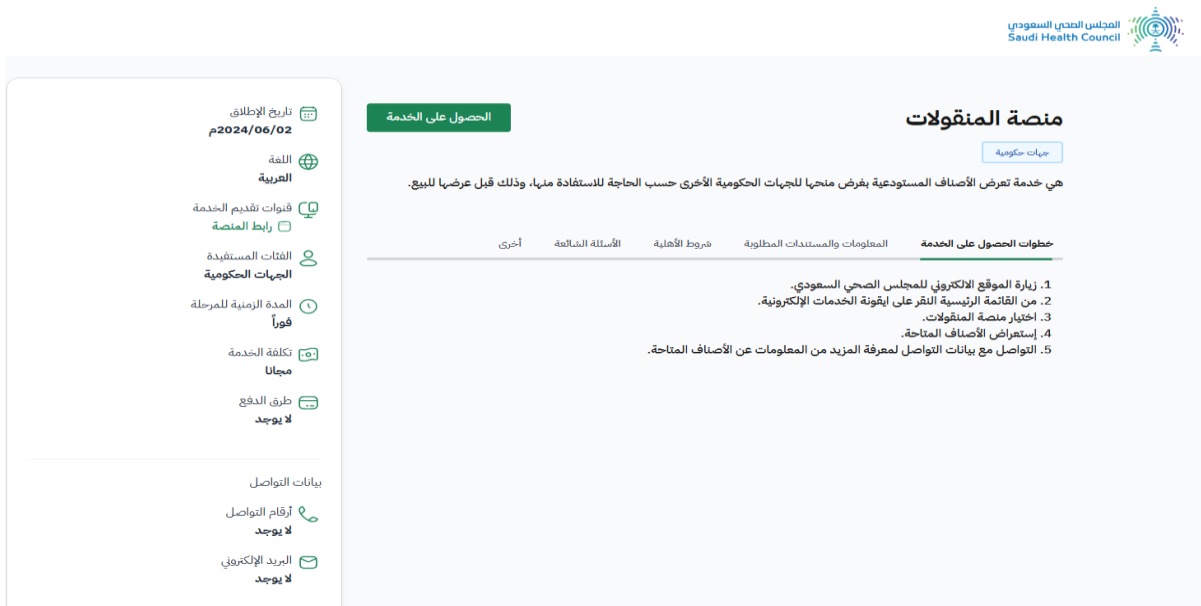 المجلس الصحي السعودي
Saudi Health Council
منصة المنقولات
الحصول على الخدمة
جهات حكومية
هي خدمة تعرض الأصناف المستودعية بغرض منحها للجهات الحكومية الأخرى حسب الحاجة للاستفادة منها، وذلك قبل عرضها للبيع.
خطوات الحصول على الخدمة
المعلومات والمستندات المطلوبة
شروط الأهلية
الأسئلة الشائعة
أخرى
1. زيارة الموقع الالكتروني للمجلس الصحي السعودي.
2. من القائمة الرئيسية النقر على ايقونة الخدمات الإلكترونية.
3. اختيار منصة المنقولات.
4. إستعراض الأصناف المتاحة.
5. التواصل مع بيانات التواصل لمعرفة المزيد من المعلومات عن الأصناف المتاحة.
تاريخ الإطلاق
2024/06/02م
اللغة
العربية
قنوات تقديم الخدمة
رابط المنصة
الفئات المستفيدة
الجهات الحكومية
المدة الزمنية للمرحلة
فوراً
تكلفة الخدمة
مجانا
طرق الدفع
لا يوجد
بيانات التواصل
أرقام التواصل
لا يوجد
البريد الإلكتروني
لا يوجد